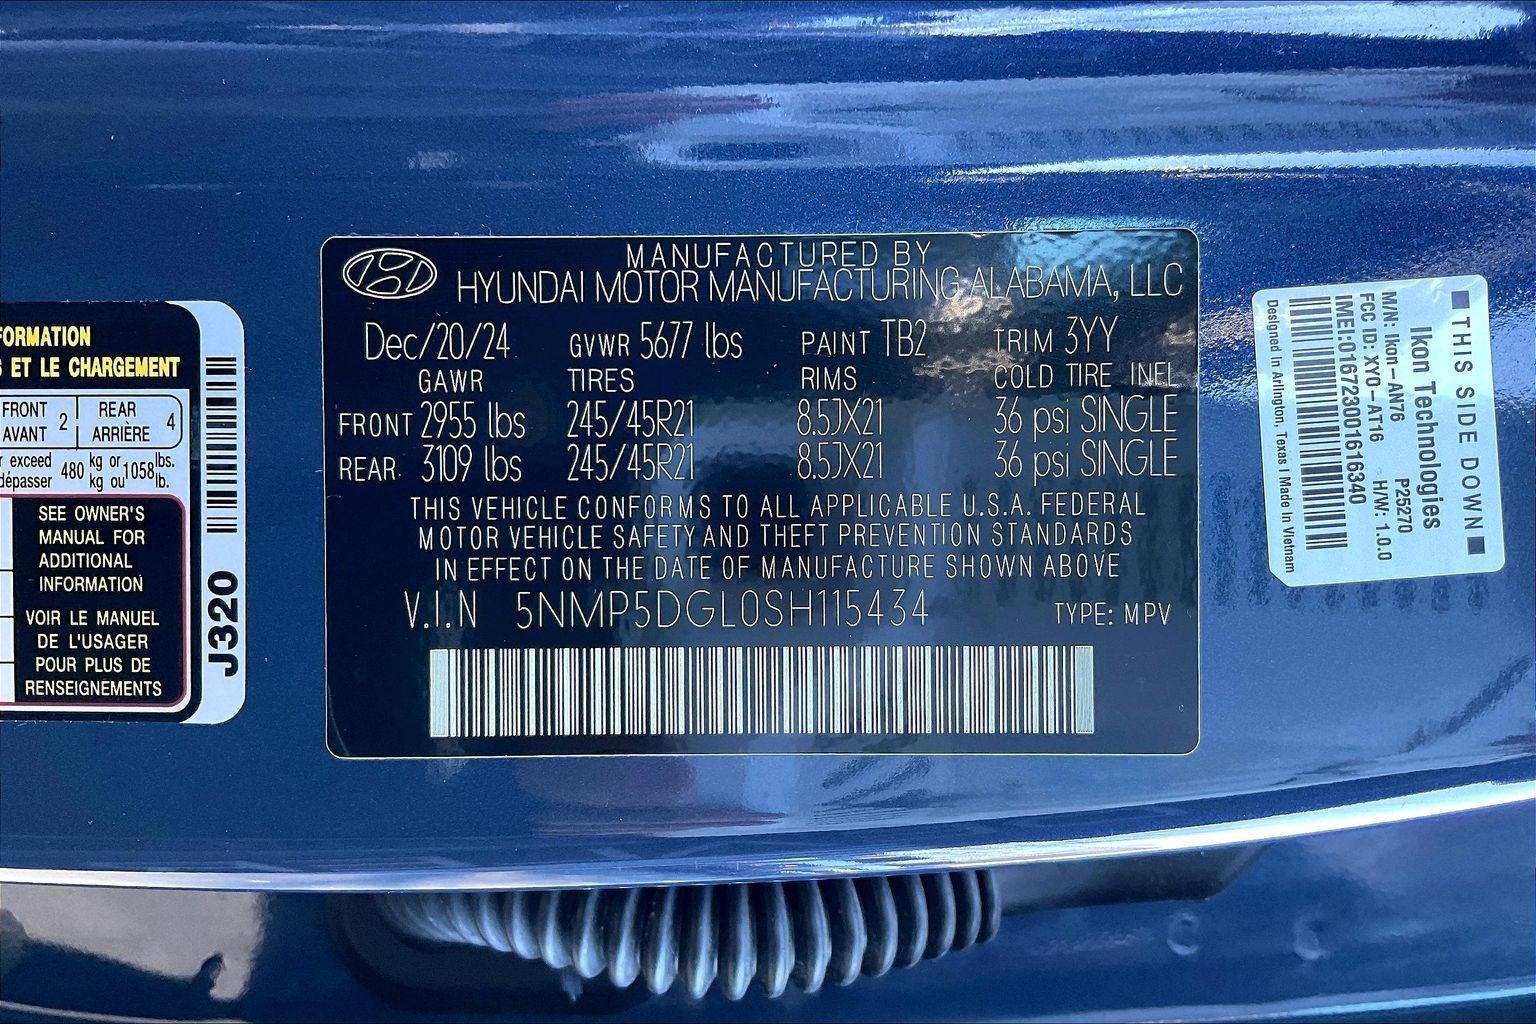 FORMATION
S ET LE CHARGEMENT
FRONT 2 REAR 4
AVANT ARRIÈRE
r exceed 480 kg or 1058 lbs.
dépasser kg ou lb.
SEE OWNER'S
MANUAL FOR
ADDITIONAL
INFORMATION
VOIR LE MANUEL
DE L'USAGER
POUR PLUS DE
RENSEIGNEMENTS
J320
MANUFACTURED BY
HYUNDAI MOTOR MANUFACTURING ALABAMA, LLC
Dec/20/24 GVWR 5677 lbs PAINT TB2 TRIM 3YY
GAWR TIRES RIMS COLD TIRE INFL
FRONT 2955 lbs 245/45R21 8.5JX21 36 psi SINGLE
REAR 3109 lbs 245/45R21 8.5JX21 36 psi SINGLE
THIS VEHICLE CONFORMS TO ALL APPLICABLE U.S.A. FEDERAL
MOTOR VEHICLE SAFETY AND THEFT PREVENTION STANDARDS
IN EFFECT ON THE DATE OF MANUFACTURE SHOWN ABOVE
V.I.N 5NMP5DGL0SH115434 TYPE: MPV
THIS SIDE DOWN
Ikon Technologies
M/N: Ikon-AN76 P25270
FCC ID: XY0-AT16 H/W: 1.0.0
IMEI:016723001616340
Designed in Arlington, Texas | Made in Vietnam